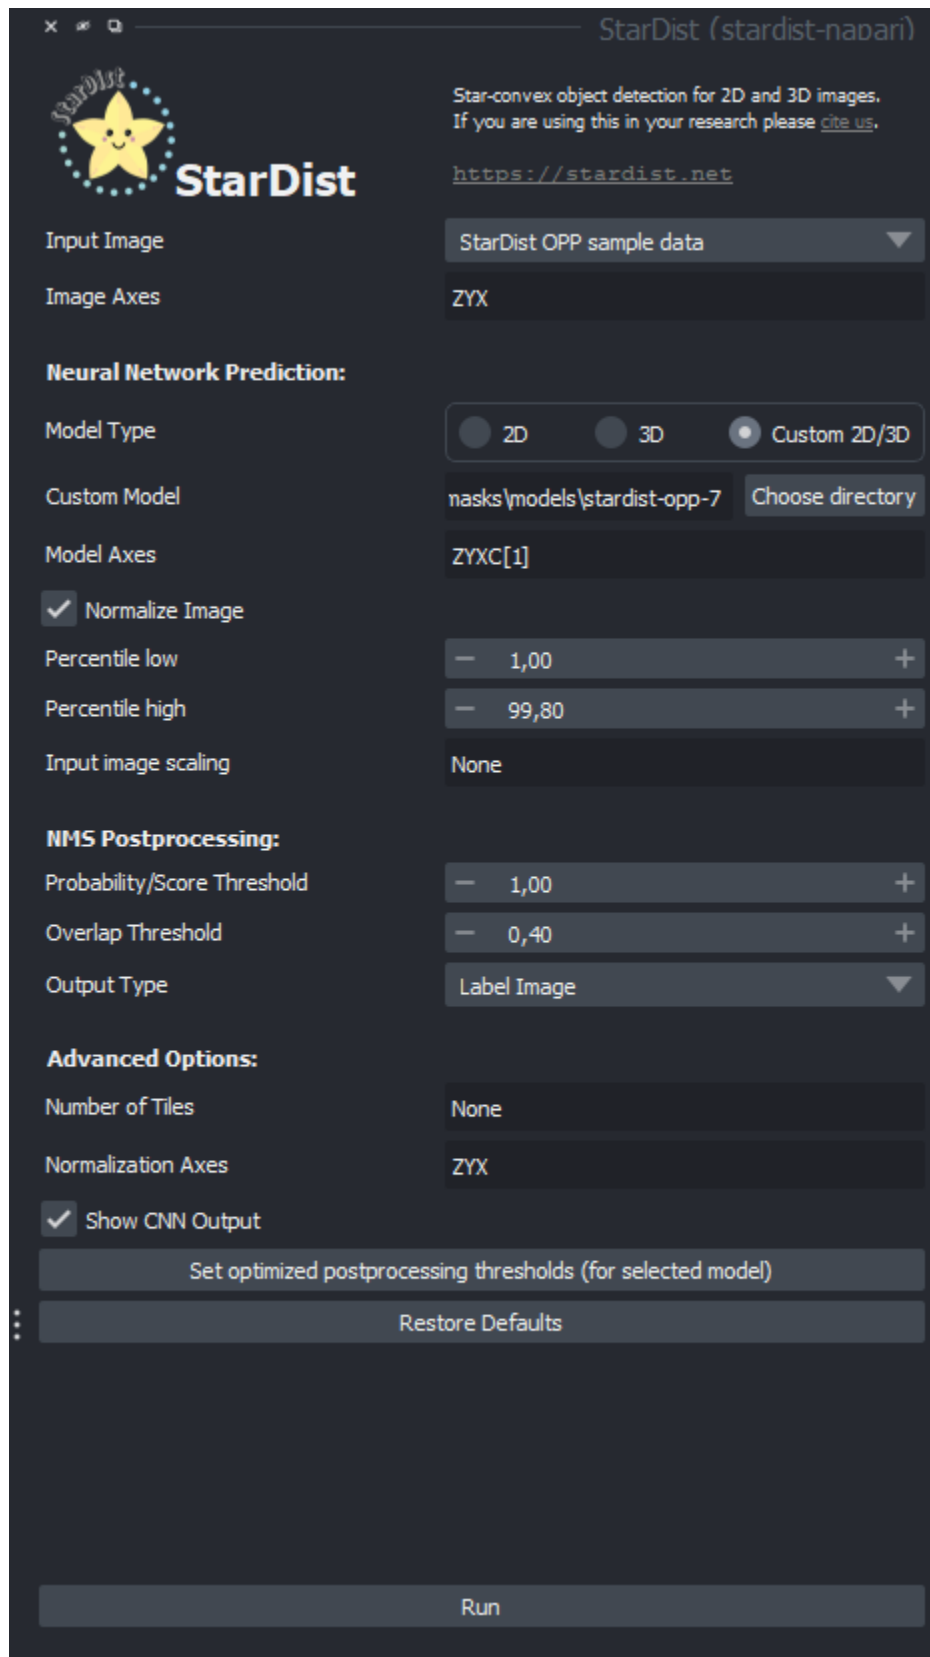 StarDist (stardist-napari)
StarDist
StarDist
Star-convex object detection for 2D and 3D images.
If you are using this in your research please cite us.
https://stardist.net
Input Image StarDist OPP sample data
Image Axes ZYX
Neural Network Prediction:
Model Type 2D 3D Custom 2D/3D
Custom Model masks\models\stardist-opp-7 Choose directory
Model Axes ZYXC[1]
Normalize Image
Percentile low − 1,00 +
Percentile high − 99,80 +
Input image scaling None
NMS Postprocessing:
Probability/Score Threshold − 1,00 +
Overlap Threshold − 0,40 +
Output Type Label Image
Advanced Options:
Number of Tiles None
Normalization Axes ZYX
Show CNN Output
Set optimized postprocessing thresholds (for selected model)
Restore Defaults
Run